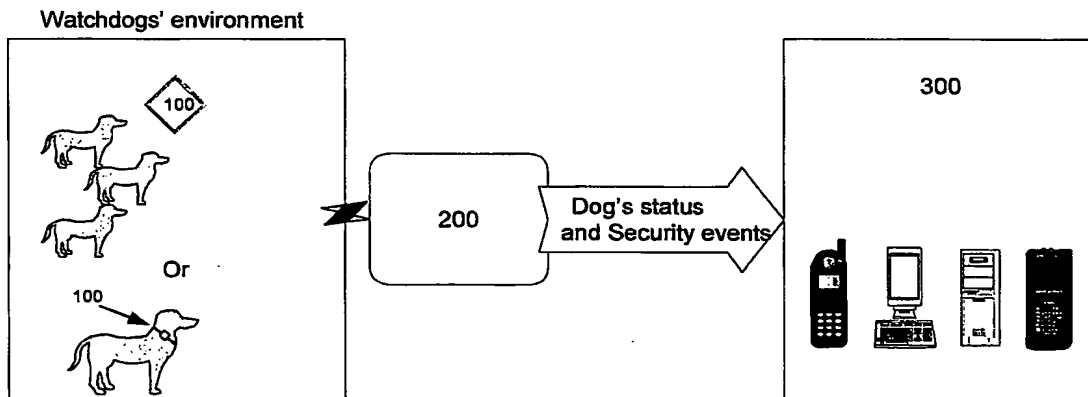 Watchdogs' environment
100
Or
100
200
Dog's status
and Security events
300